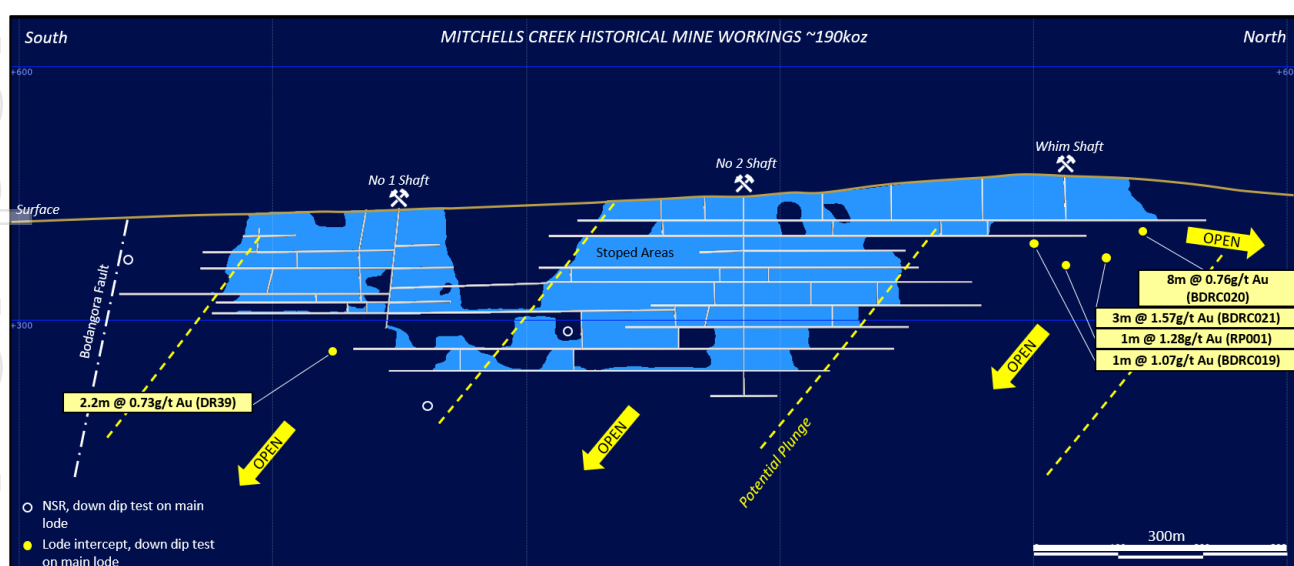 South
MITCHELLS CREEK HISTORICAL MINE WORKINGS ~190koz
North
+600
+60
Whim Shaft
No 2 Shaft
No 1 Shaft
Surface
OPEN
Stoped Areas
8m @ 0.76g/t Au
(BDRC020)
3m @ 1.57g/t Au (BDRC021)
1m @ 1.28g/t Au (RP001)
1m @ 1.07g/t Au (BDRC019)
+300
Bodangora Fault
2.2m @ 0.73g/t Au (DR39)
OPEN
OPEN
OPEN
Potential Plunge
NSR, down dip test on main
lode
Lode intercept, down dip test
on main lode
300m